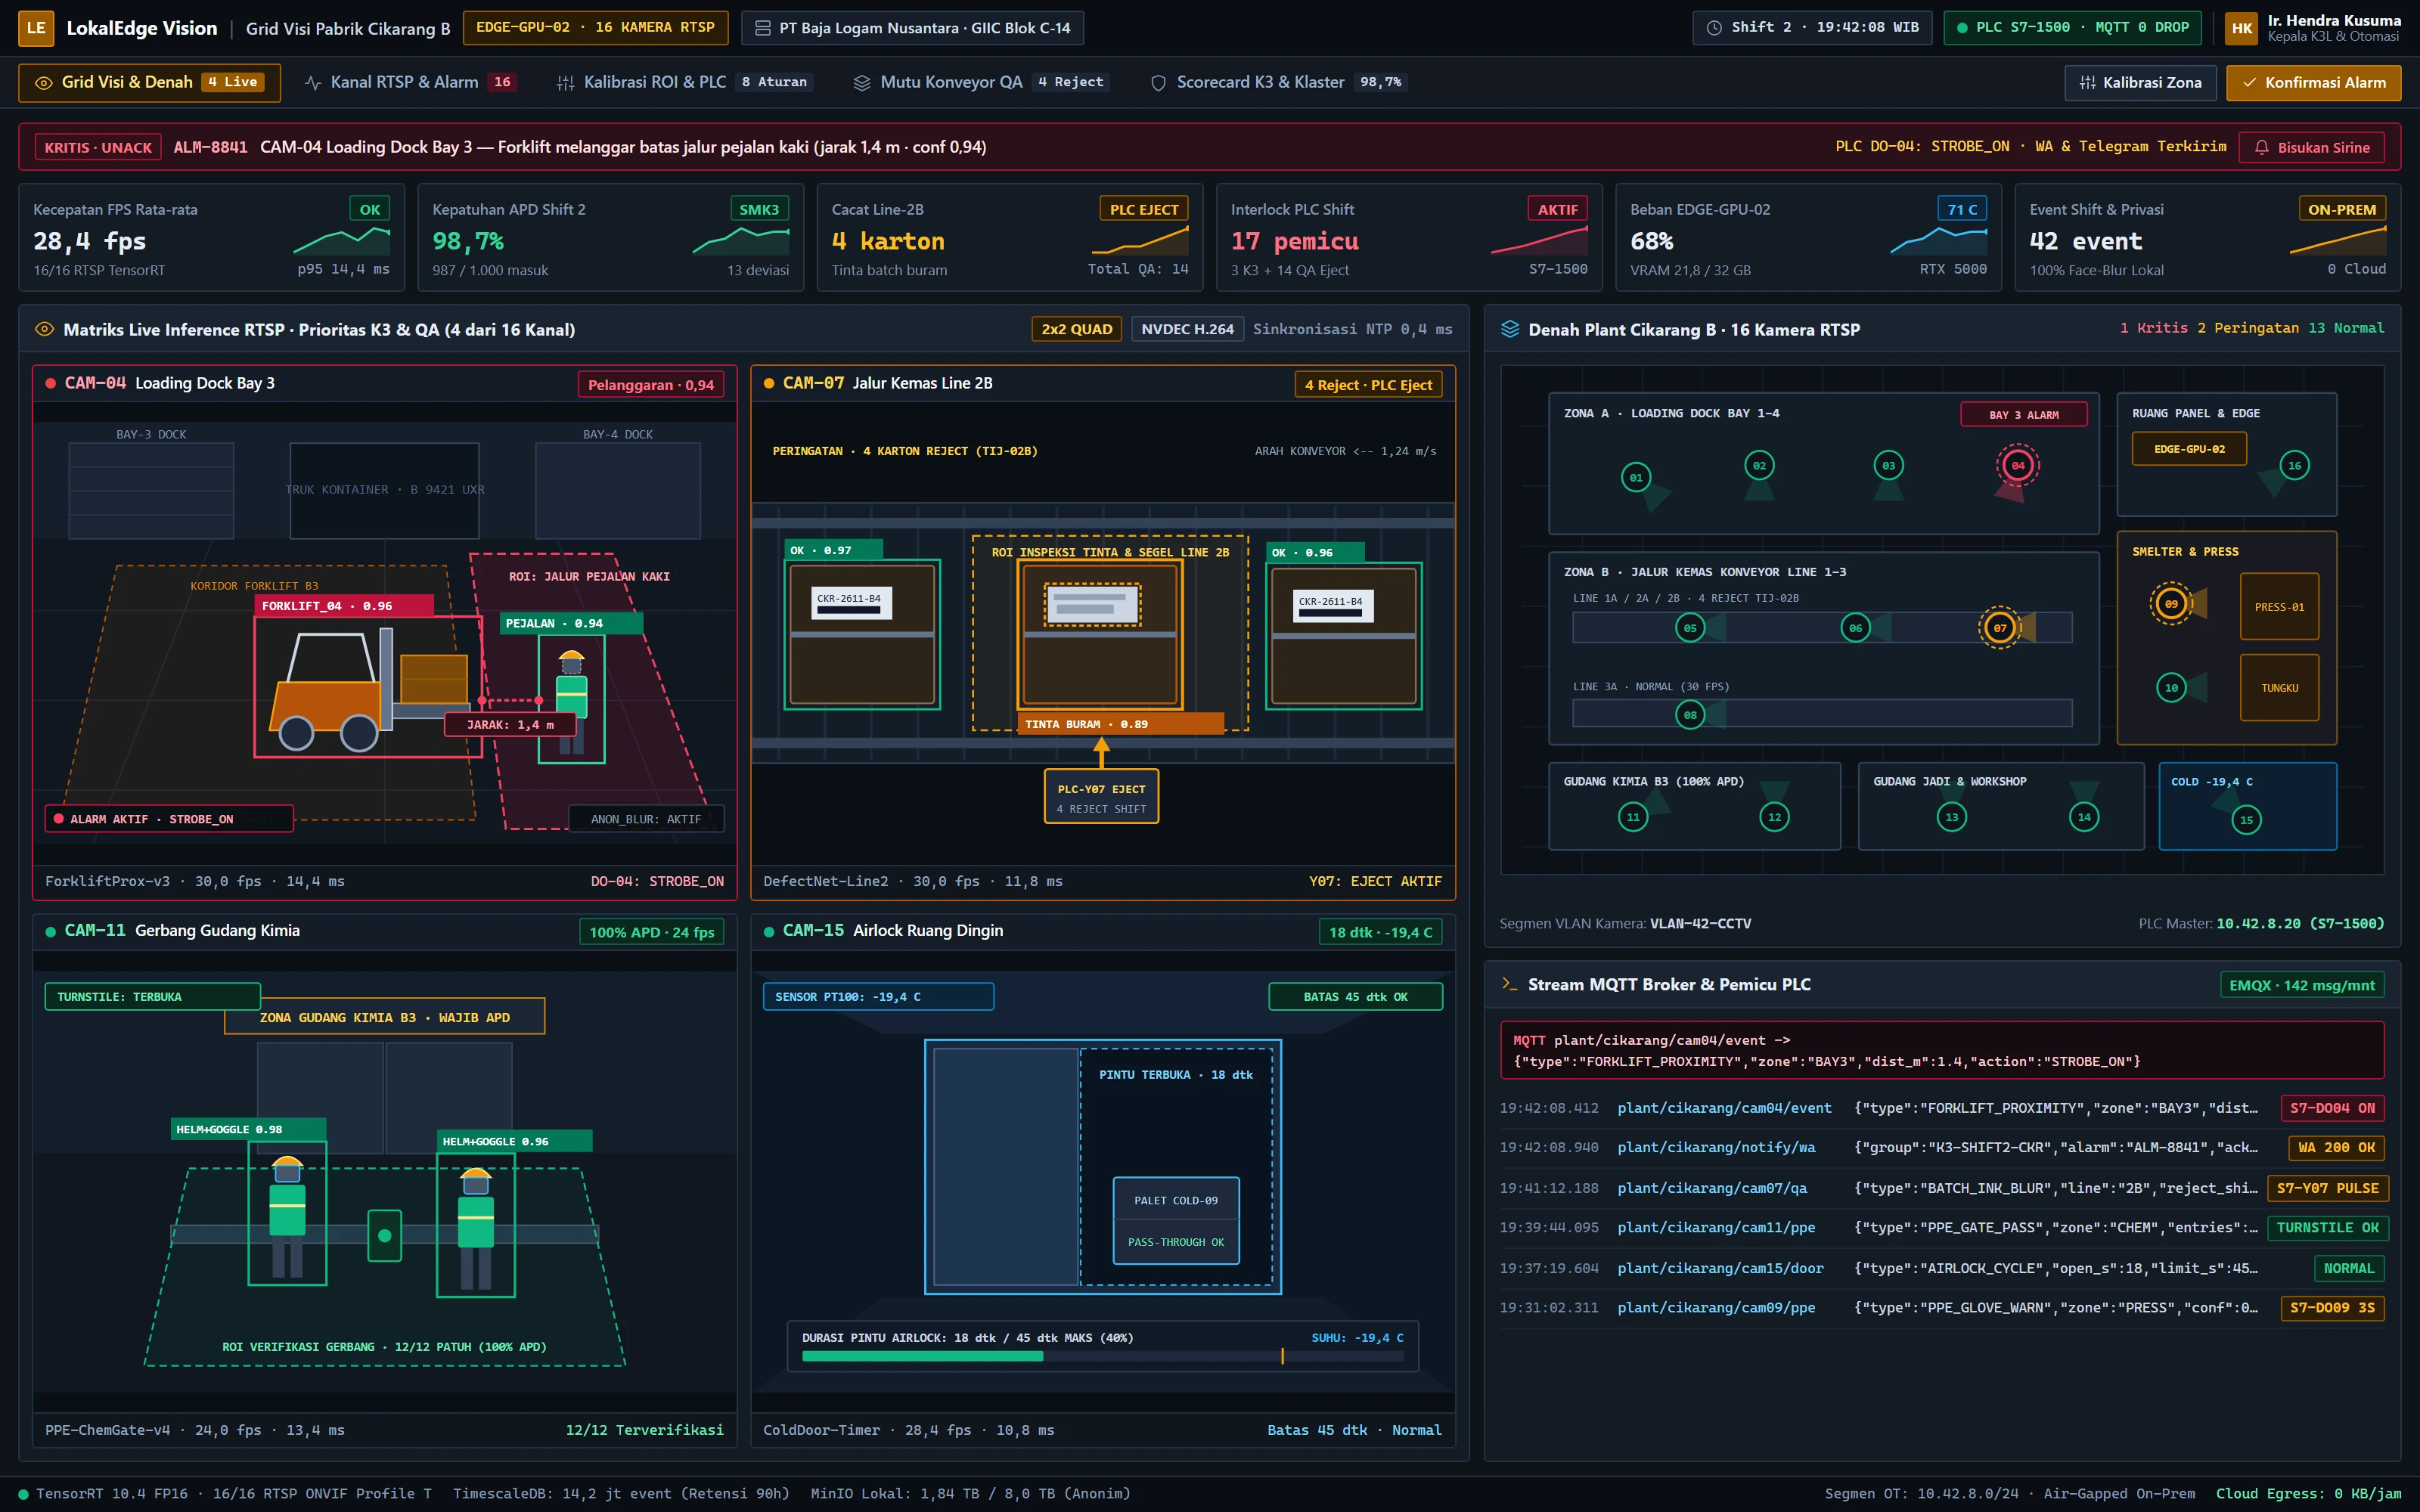 LE LokalEdge Vision | Grid Visi Pabrik Cikarang B EDGE-GPU-02 · 16 KAMERA RTSP PT Baja Logam Nusantara · GIIC Blok C-14 Shift 2 · 19:42:08 WIB PLC S7-1500 · MQTT 0 DROP HK Ir. Hendra Kusuma
Kepala K3L & Otomasi
Grid Visi & Denah 4 Live Kanal RTSP & Alarm 16 Kalibrasi ROI & PLC 8 Aturan Mutu Konveyor QA 4 Reject Scorecard K3 & Klaster 98,7% Kalibrasi Zona Konfirmasi Alarm
KRITIS · UNACK ALM-8841 CAM-04 Loading Dock Bay 3 — Forklift melanggar batas jalur pejalan kaki (jarak 1,4 m · conf 0,94) PLC DO-04: STROBE_ON · WA & Telegram Terkirim Bisukan Sirine
Kecepatan FPS Rata-rata OK
28,4 fps
16/16 RTSP TensorRT p95 14,4 ms
Kepatuhan APD Shift 2 SMK3
98,7%
987 / 1.000 masuk 13 deviasi
Cacat Line-2B PLC EJECT
4 karton
Tinta batch buram Total QA: 14
Interlock PLC Shift AKTIF
17 pemicu
3 K3 + 14 QA Eject S7-1500
Beban EDGE-GPU-02 71 C
68%
VRAM 21,8 / 32 GB RTX 5000
Event Shift & Privasi ON-PREM
42 event
100% Face-Blur Lokal 0 Cloud
Matriks Live Inference RTSP · Prioritas K3 & QA (4 dari 16 Kanal) 2x2 QUAD NVDEC H.264 Sinkronisasi NTP 0,4 ms
CAM-04 Loading Dock Bay 3 Pelanggaran · 0,94
BAY-3 DOCK BAY-4 DOCK
TRUK KONTAINER · B 9421 UXR
KORIDOR FORKLIFT B3
ROI: JALUR PEJALAN KAKI
FORKLIFT_04 · 0.96
PEJALAN · 0.94
JARAK: 1,4 m
ALARM AKTIF · STROBE_ON
ANON_BLUR: AKTIF
ForkliftProx-v3 · 30,0 fps · 14,4 ms DO-04: STROBE_ON
CAM-07 Jalur Kemas Line 2B 4 Reject · PLC Eject
PERINGATAN · 4 KARTON REJECT (TIJ-02B) ARAH KONVEYOR <-- 1,24 m/s
OK · 0.97
ROI INSPEKSI TINTA & SEGEL LINE 2B
OK · 0.96
CKR-2611-B4
CKR-2611-B4
TINTA BURAM · 0.89
PLC-Y07 EJECT
4 REJECT SHIFT
DefectNet-Line2 · 30,0 fps · 11,8 ms Y07: EJECT AKTIF
CAM-11 Gerbang Gudang Kimia 100% APD · 24 fps
TURNSTILE: TERBUKA
ZONA GUDANG KIMIA B3 · WAJIB APD
HELM+GOGGLE 0.98
HELM+GOGGLE 0.96
ROI VERIFIKASI GERBANG · 12/12 PATUH (100% APD)
PPE-ChemGate-v4 · 24,0 fps · 13,4 ms 12/12 Terverifikasi
CAM-15 Airlock Ruang Dingin 18 dtk · -19,4 C
SENSOR PT100: -19,4 C BATAS 45 dtk OK
PINTU TERBUKA · 18 dtk
PALET COLD-09
PASS-THROUGH OK
DURASI PINTU AIRLOCK: 18 dtk / 45 dtk MAKS (40%) SUHU: -19,4 C
ColdDoor-Timer · 28,4 fps · 10,8 ms Batas 45 dtk · Normal
Denah Plant Cikarang B · 16 Kamera RTSP 1 Kritis 2 Peringatan 13 Normal
ZONA A · LOADING DOCK BAY 1-4 BAY 3 ALARM
01 02 03 04
RUANG PANEL & EDGE
EDGE-GPU-02
16
ZONA B · JALUR KEMAS KONVEYOR LINE 1-3
LINE 1A / 2A / 2B · 4 REJECT TIJ-02B
05 06 07
LINE 3A · NORMAL (30 FPS)
08
SMELTER & PRESS
09 PRESS-01
10 TUNGKU
GUDANG KIMIA B3 (100% APD)
11 12
GUDANG JADI & WORKSHOP
13 14
COLD -19,4 C
15
Segmen VLAN Kamera: VLAN-42-CCTV PLC Master: 10.42.8.20 (S7-1500)
Stream MQTT Broker & Pemicu PLC EMQX · 142 msg/mnt
MQTT plant/cikarang/cam04/event ->
{"type":"FORKLIFT_PROXIMITY","zone":"BAY3","dist_m":1.4,"action":"STROBE_ON"}
19:42:08.412 plant/cikarang/cam04/event {"type":"FORKLIFT_PROXIMITY","zone":"BAY3","dist… S7-DO04 ON
19:42:08.940 plant/cikarang/notify/wa {"group":"K3-SHIFT2-CKR","alarm":"ALM-8841","ack… WA 200 OK
19:41:12.188 plant/cikarang/cam07/qa {"type":"BATCH_INK_BLUR","line":"2B","reject_shi… S7-Y07 PULSE
19:39:44.095 plant/cikarang/cam11/ppe {"type":"PPE_GATE_PASS","zone":"CHEM","entries":… TURNSTILE OK
19:37:19.604 plant/cikarang/cam15/door {"type":"AIRLOCK_CYCLE","open_s":18,"limit_s":45… NORMAL
19:31:02.311 plant/cikarang/cam09/ppe {"type":"PPE_GLOVE_WARN","zone":"PRESS","conf":0… S7-DO09 3S
TensorRT 10.4 FP16 · 16/16 RTSP ONVIF Profile T TimescaleDB: 14,2 jt event (Retensi 90h) MinIO Lokal: 1,84 TB / 8,0 TB (Anonim) Segmen OT: 10.42.8.0/24 · Air-Gapped On-Prem Cloud Egress: 0 KB/jam